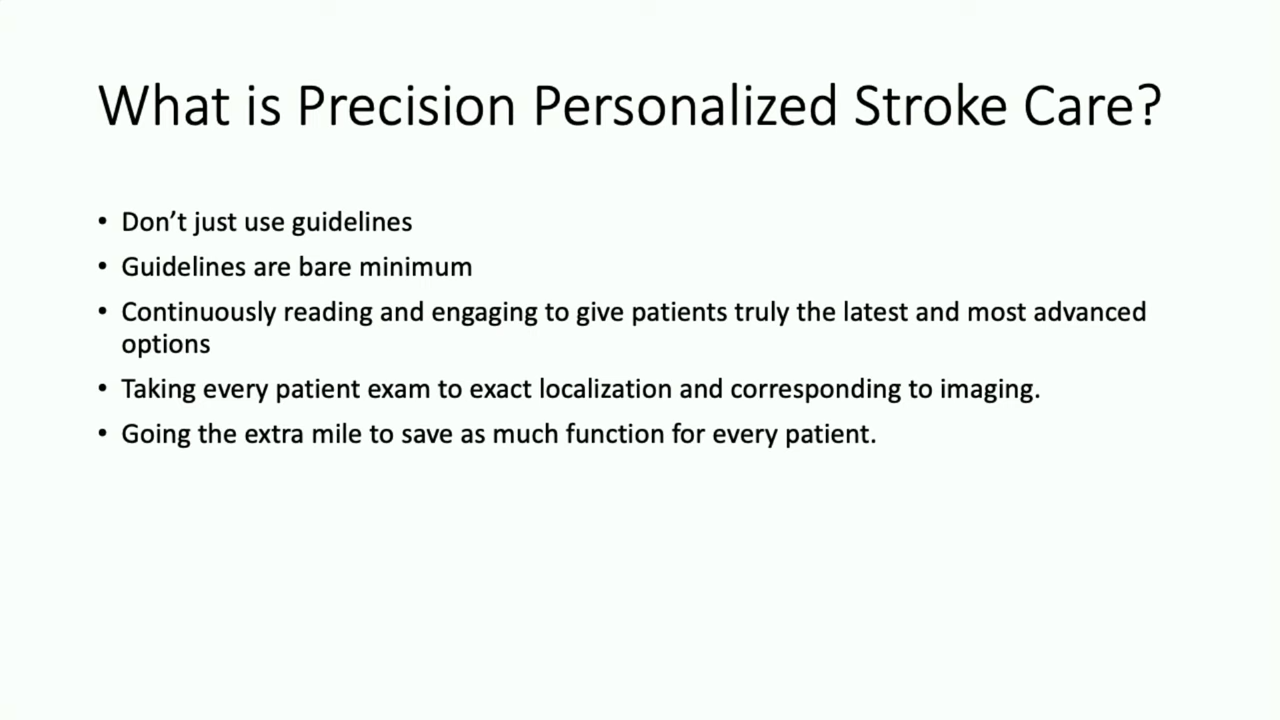 What is Precision Personalized Stroke Care?
• Don’t just use guidelines
• Guidelines are bare minimum
• Continuously reading and engaging to give patients truly the latest and most advanced
options
• Taking every patient exam to exact localization and corresponding to imaging.
• Going the extra mile to save as much function for every patient.